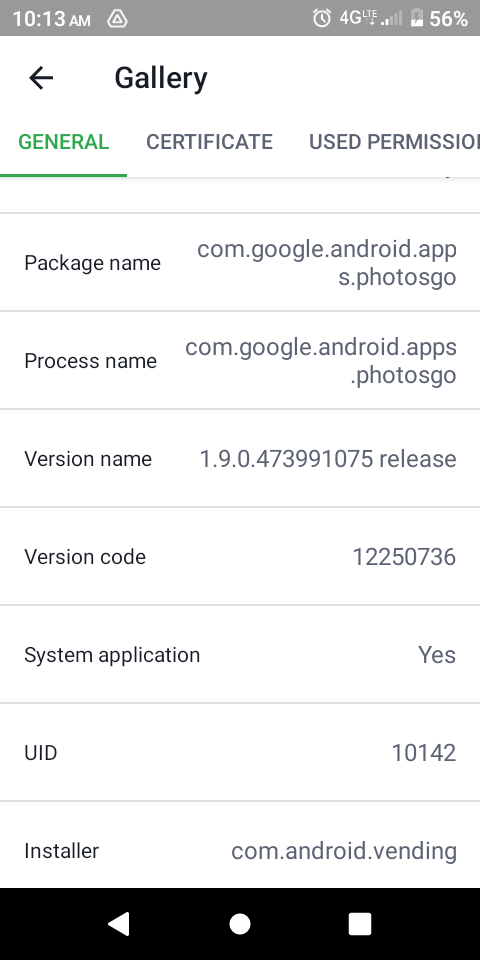 10:13 AM 4G LTE 56%
Gallery
GENERAL CERTIFICATE USED PERMISSIO
Package name com.google.android.app
s.photosgo
Process name com.google.android.apps
.photosgo
Version name 1.9.0.473991075 release
Version code 12250736
System application Yes
UID 10142
Installer com.android.vending